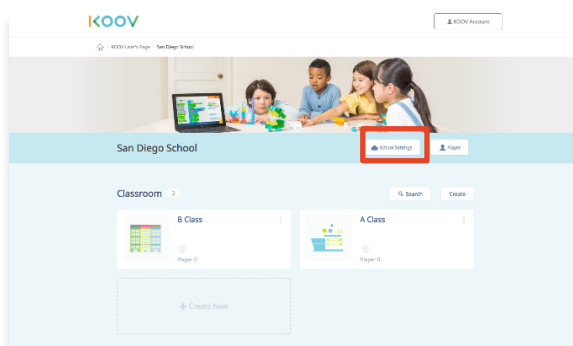 KOOV
KOOV Account
KOOV User's Page
San Diego School
San Diego School
School Settings
Player
Classroom 2
Search
Create
B Class
Player 0
A Class
Player 0
+ Create New